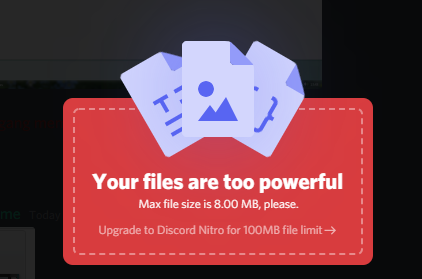 Your files are too powerful
Max file size is 8.00 MB, please.
Upgrade to Discord Nitro for 100MB file limit→